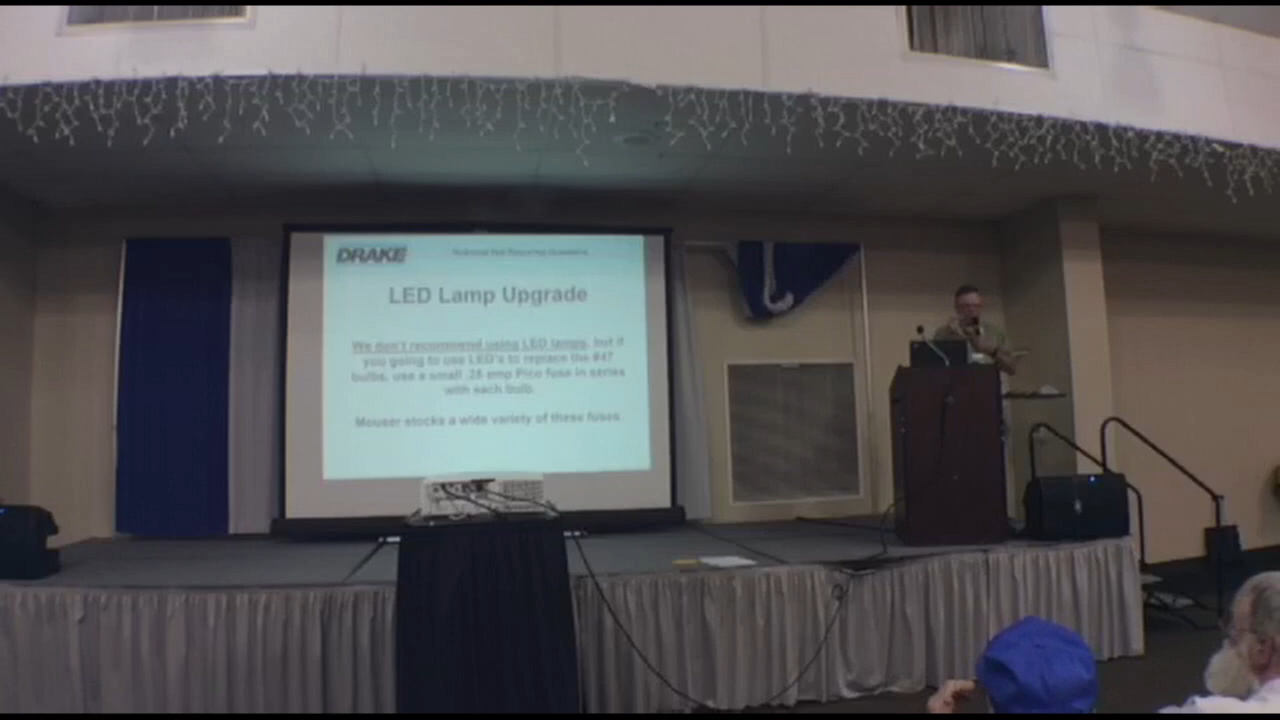 DRAKE
LED Lamp Upgrade
We don't recommend using LED lamps, but if
you going to use LED's to replace the #47
bulbs, use a small .28 amp Pico fuse in series
with each bulb.
Mouser stocks a wide variety of these fuses.